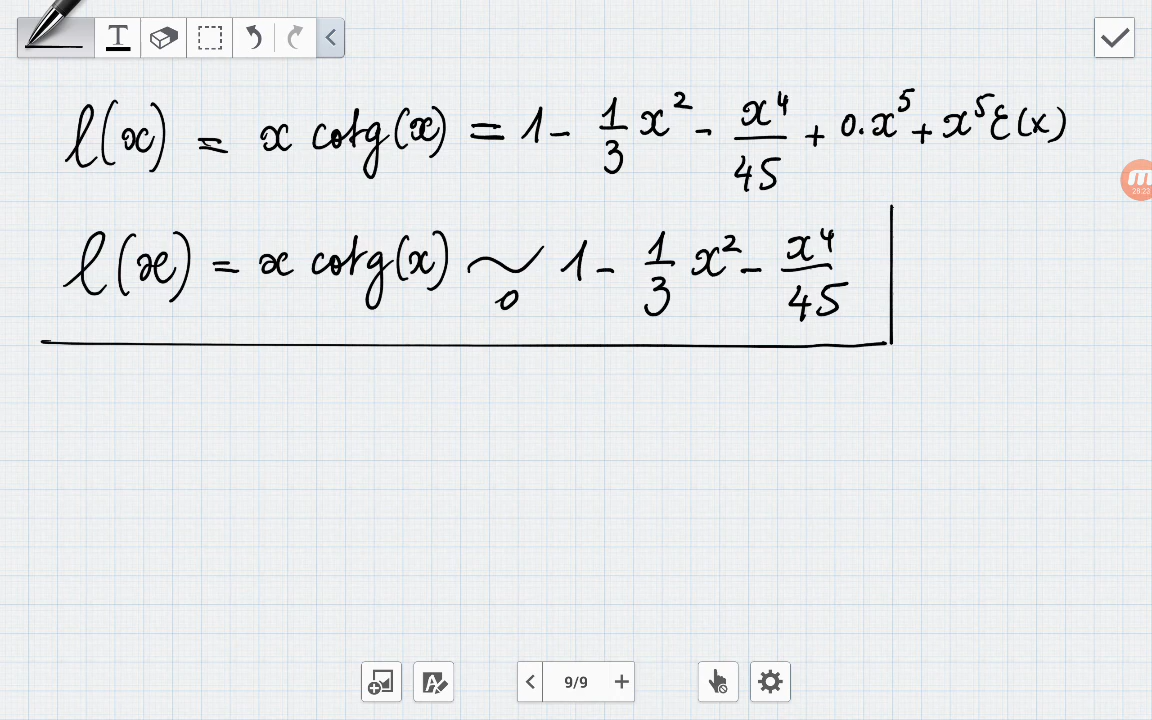 T
l(x) = x cotg(x) = 1 - 1/3 x² - x⁴/45 + 0.x⁵ + x⁵ε(x)
l(x) = x cotg(x) ~ 0 1 - 1/3 x² - x⁴/45
9/9